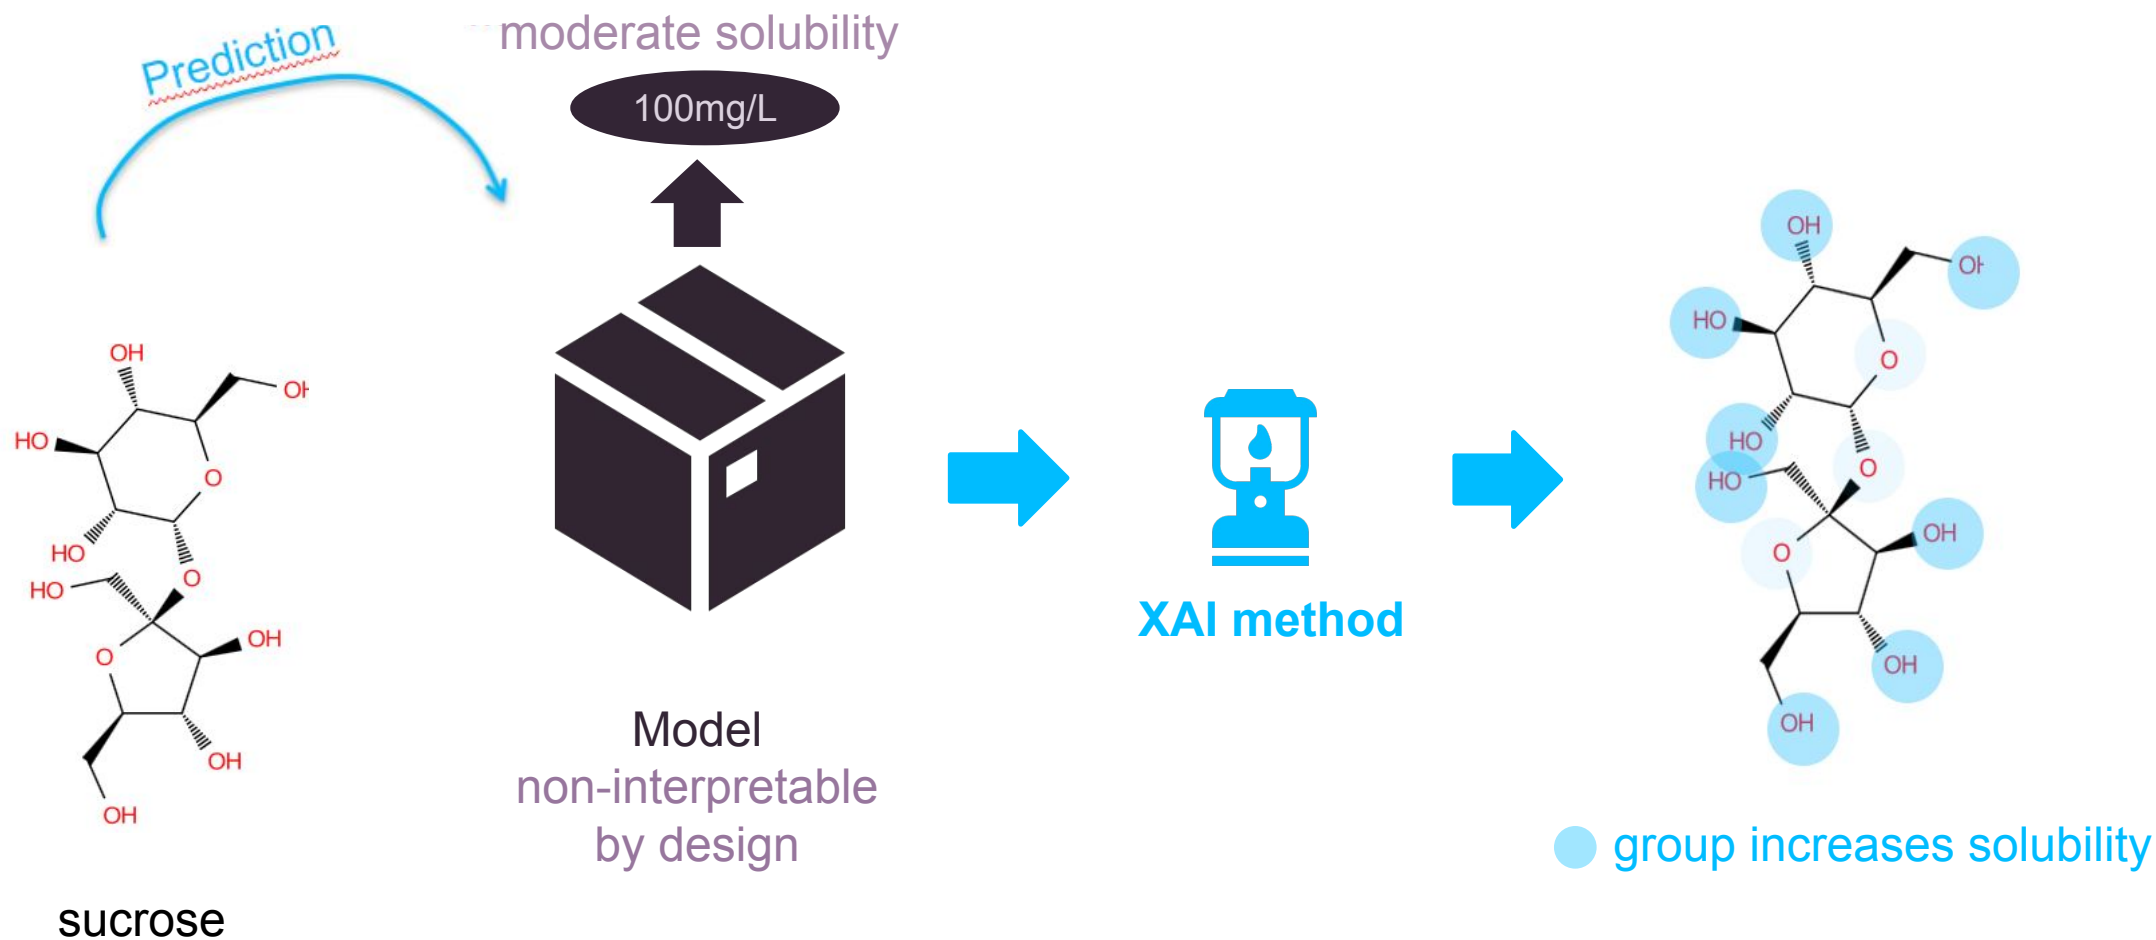 Prediction
moderate solubility
100mg/L
OH
OH
HO
O
HO
O
HO
OH
O
OH
OH
sucrose
Model
non-interpretable
by design
XAI method
OH
OH
HO
O
HO
O
HO
OH
O
OH
OH
group increases solubility